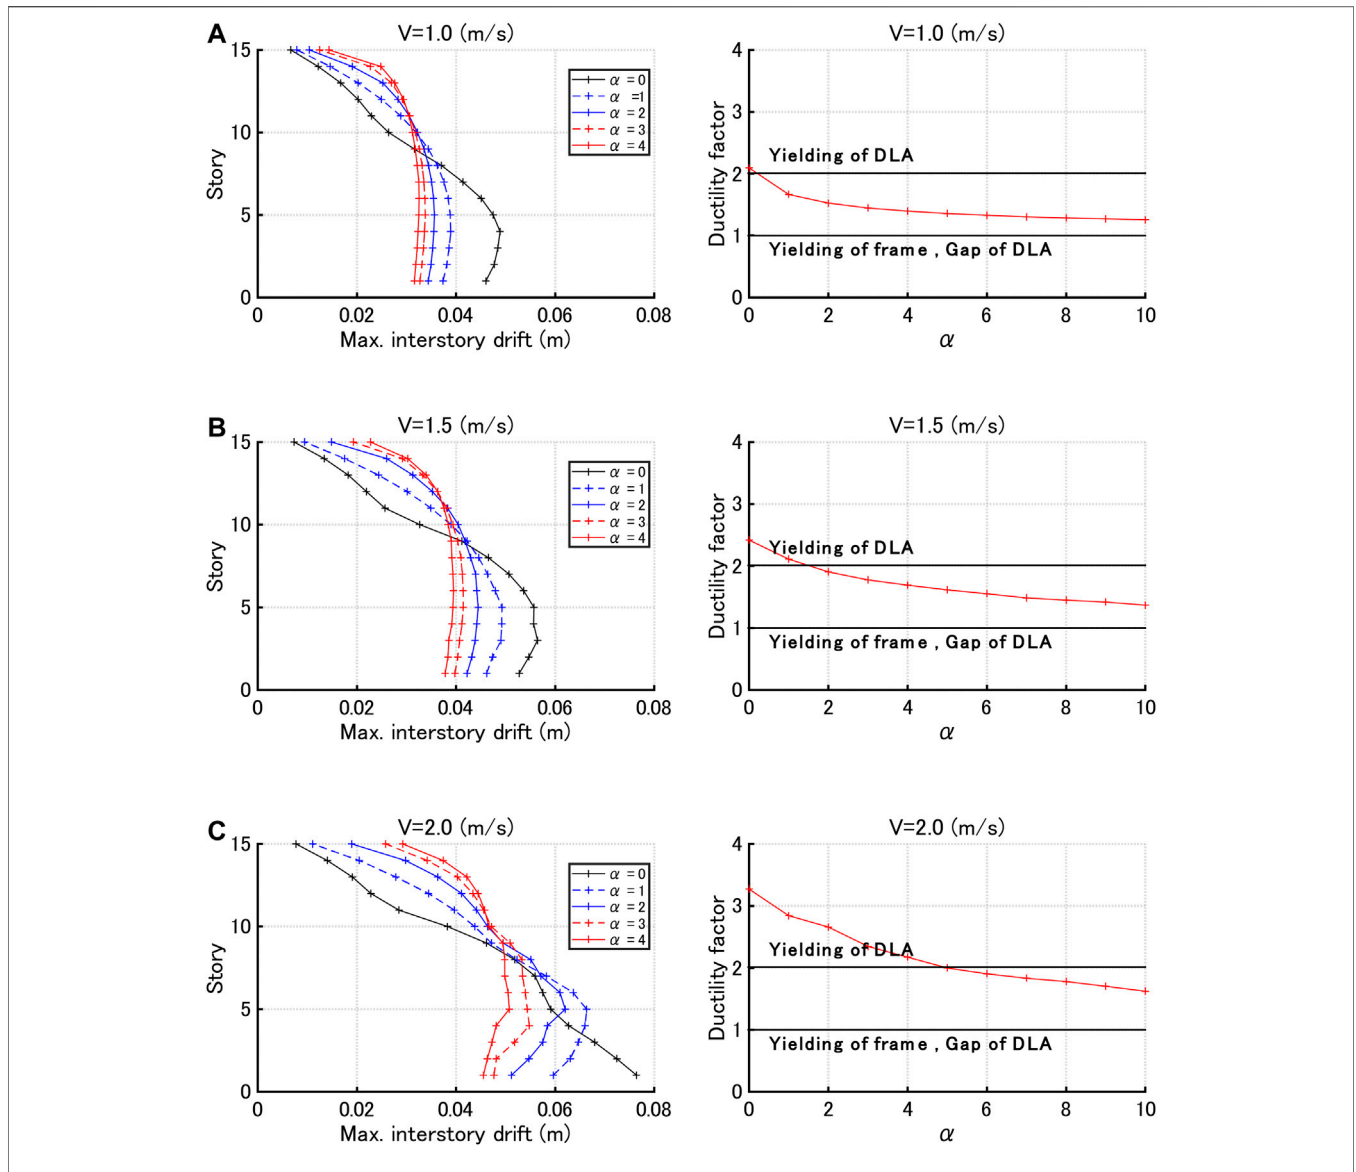 A
V=1.0 (m/s)
15
10
5
0
Story
α = 0
α =1
α = 2
α = 3
α = 4
0 0.02 0.04 0.06 0.08
Max. interstory drift (m)
V=1.0 (m/s)
4
3
2
1
0
Ductility factor
Yielding of DLA
Yielding of frame , Gap of DLA
0 2 4 6 8 10
α
B
V=1.5 (m/s)
15
10
5
0
Story
α = 0
α = 1
α = 2
α = 3
α = 4
0 0.02 0.04 0.06 0.08
Max. interstory drift (m)
V=1.5 (m/s)
4
3
2
1
0
Ductility factor
Yielding of DLA
Yielding of frame , Gap of DLA
0 2 4 6 8 10
α
C
V=2.0 (m/s)
15
10
5
0
Story
α = 0
α = 1
α = 2
α = 3
α = 4
0 0.02 0.04 0.06 0.08
Max. interstory drift (m)
V=2.0 (m/s)
4
3
2
1
0
Ductility factor
Yielding of DLA
Yielding of frame , Gap of DLA
0 2 4 6 8 10
α